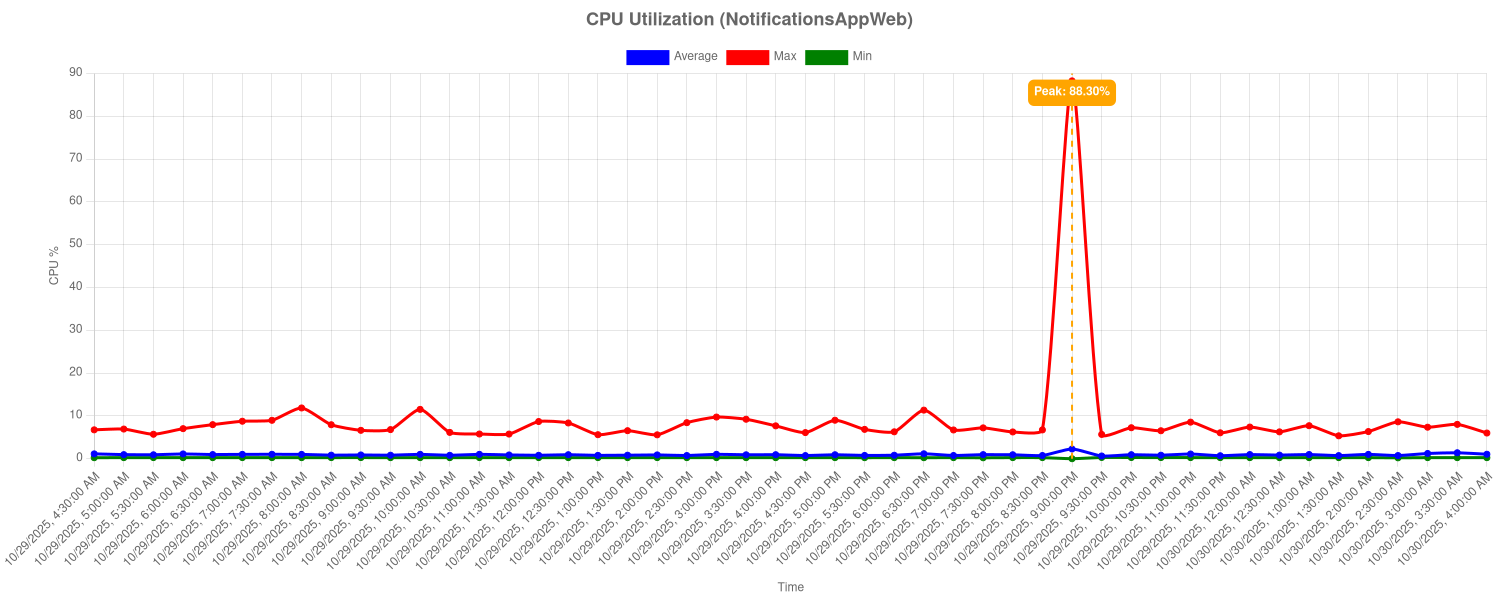 CPU Utilization (NotificationsAppWeb)
Average Max Min
90
80
70
60
50
40
30
20
10
0
CPU %
Peak: 88.30%
10/29/2025, 4:30:00 AM
10/29/2025, 5:00:00 AM
10/29/2025, 5:30:00 AM
10/29/2025, 6:00:00 AM
10/29/2025, 6:30:00 AM
10/29/2025, 7:00:00 AM
10/29/2025, 7:30:00 AM
10/29/2025, 8:00:00 AM
10/29/2025, 8:30:00 AM
10/29/2025, 9:00:00 AM
10/29/2025, 9:30:00 AM
10/29/2025, 10:00:00 AM
10/29/2025, 10:30:00 AM
10/29/2025, 11:00:00 AM
10/29/2025, 11:30:00 AM
10/29/2025, 12:00:00 PM
10/29/2025, 12:30:00 PM
10/29/2025, 1:00:00 PM
10/29/2025, 1:30:00 PM
10/29/2025, 2:00:00 PM
10/29/2025, 2:30:00 PM
10/29/2025, 3:00:00 PM
10/29/2025, 3:30:00 PM
10/29/2025, 4:00:00 PM
10/29/2025, 4:30:00 PM
10/29/2025, 5:00:00 PM
10/29/2025, 5:30:00 PM
10/29/2025, 6:00:00 PM
10/29/2025, 6:30:00 PM
10/29/2025, 7:00:00 PM
10/29/2025, 7:30:00 PM
10/29/2025, 8:00:00 PM
10/29/2025, 8:30:00 PM
10/29/2025, 9:00:00 PM
10/29/2025, 9:30:00 PM
10/29/2025, 10:00:00 PM
10/29/2025, 10:30:00 PM
10/29/2025, 11:00:00 PM
10/29/2025, 11:30:00 PM
10/30/2025, 12:00:00 AM
10/30/2025, 12:30:00 AM
10/30/2025, 1:00:00 AM
10/30/2025, 1:30:00 AM
10/30/2025, 2:00:00 AM
10/30/2025, 2:30:00 AM
10/30/2025, 3:00:00 AM
10/30/2025, 3:30:00 AM
10/30/2025, 4:00:00 AM
Time